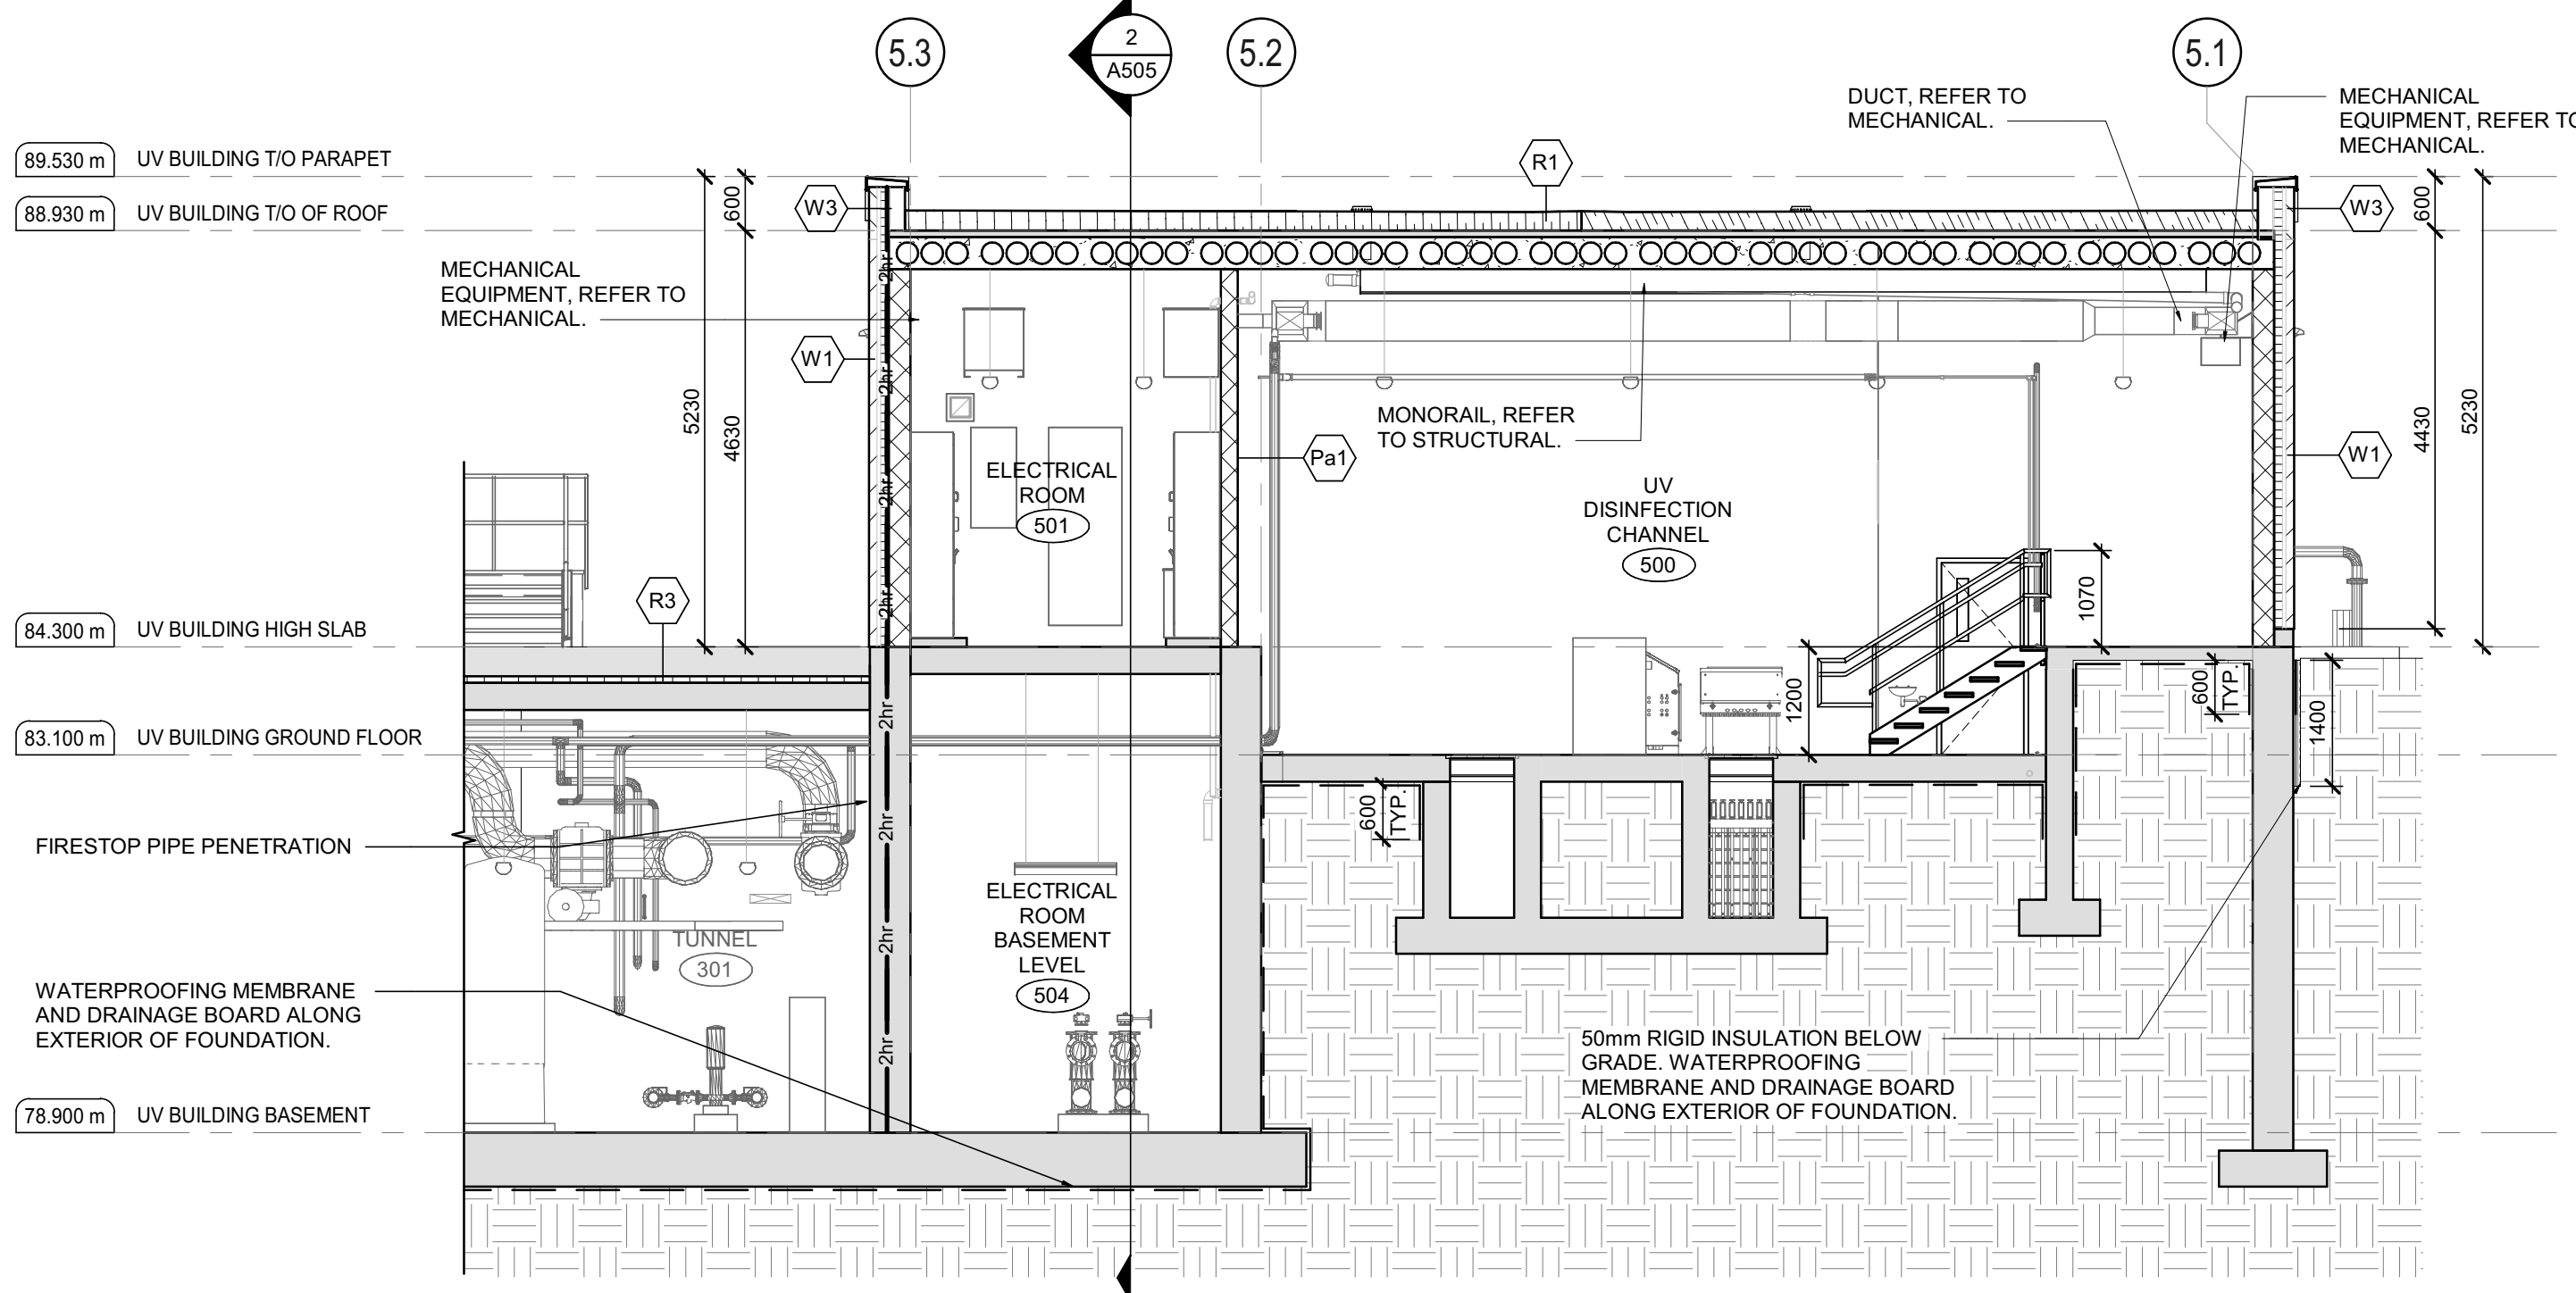 5.3
2
A505
5.2
5.1
DUCT, REFER TO
MECHANICAL.
MECHANICAL
EQUIPMENT, REFER TO
MECHANICAL.
89.530 m UV BUILDING T/O PARAPET
88.930 m UV BUILDING T/O OF ROOF
600
W3
R1
600
W3
MECHANICAL
EQUIPMENT, REFER TO
MECHANICAL.
2hr
W1
2hr
5230
4630
MONORAIL, REFER
TO STRUCTURAL.
Pa1
4430
5230
W1
ELECTRICAL
ROOM
501
2hr
UV
DISINFECTION
CHANNEL
500
R3
2hr
1070
84.300 m UV BUILDING HIGH SLAB
1200
600
TYP.
1400
83.100 m UV BUILDING GROUND FLOOR
2hr
600
TYP.
FIRESTOP PIPE PENETRATION
2hr
ELECTRICAL
ROOM
BASEMENT
LEVEL
504
TUNNEL
301
2hr
WATERPROOFING MEMBRANE
AND DRAINAGE BOARD ALONG
EXTERIOR OF FOUNDATION.
2hr
50mm RIGID INSULATION BELOW
GRADE. WATERPROOFING
MEMBRANE AND DRAINAGE BOARD
ALONG EXTERIOR OF FOUNDATION.
78.900 m UV BUILDING BASEMENT